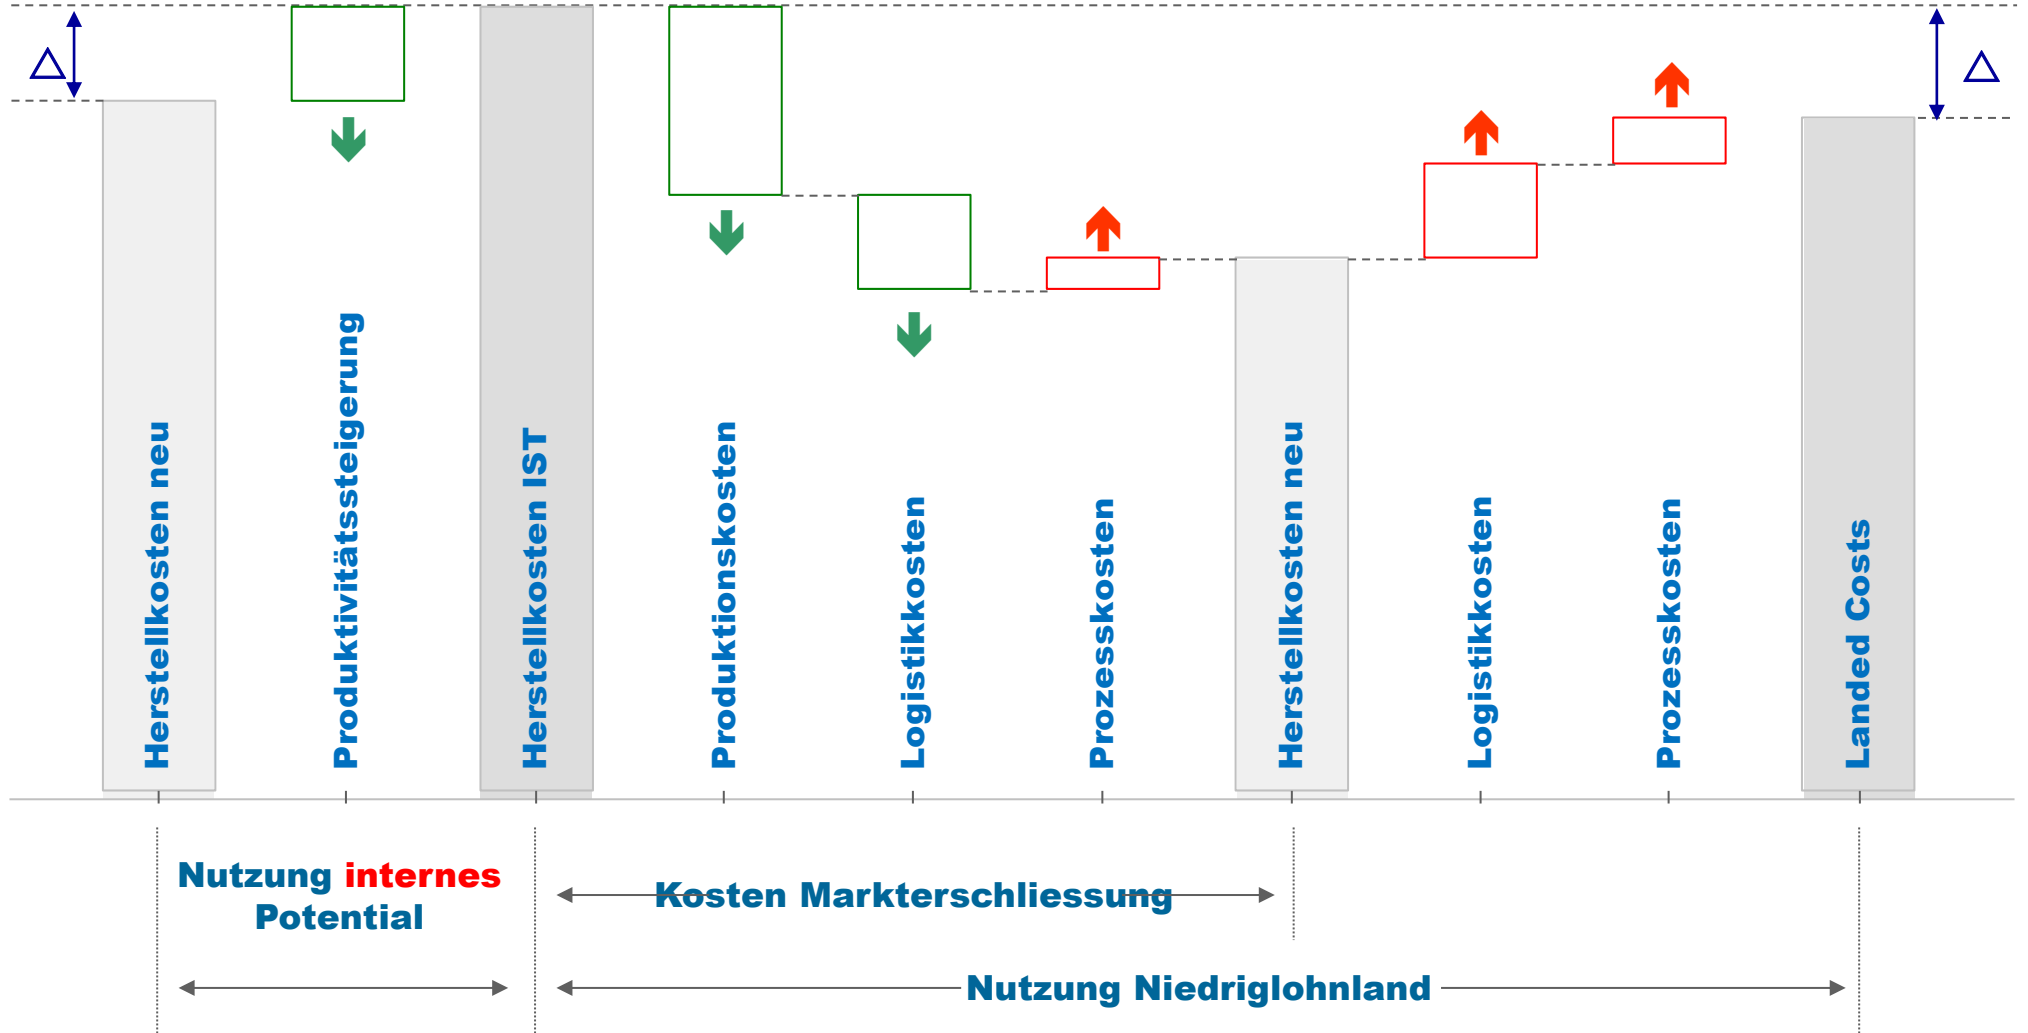 Herstellkosten neu
Produktivitätssteigerung
Herstellkosten IST
Produktionskosten
Logistikkosten
Prozesskosten
Herstellkosten neu
Logistikkosten
Prozesskosten
Landed Costs
Nutzung internes
Potential
Kosten Markterschliessung
Nutzung Niedriglohnland